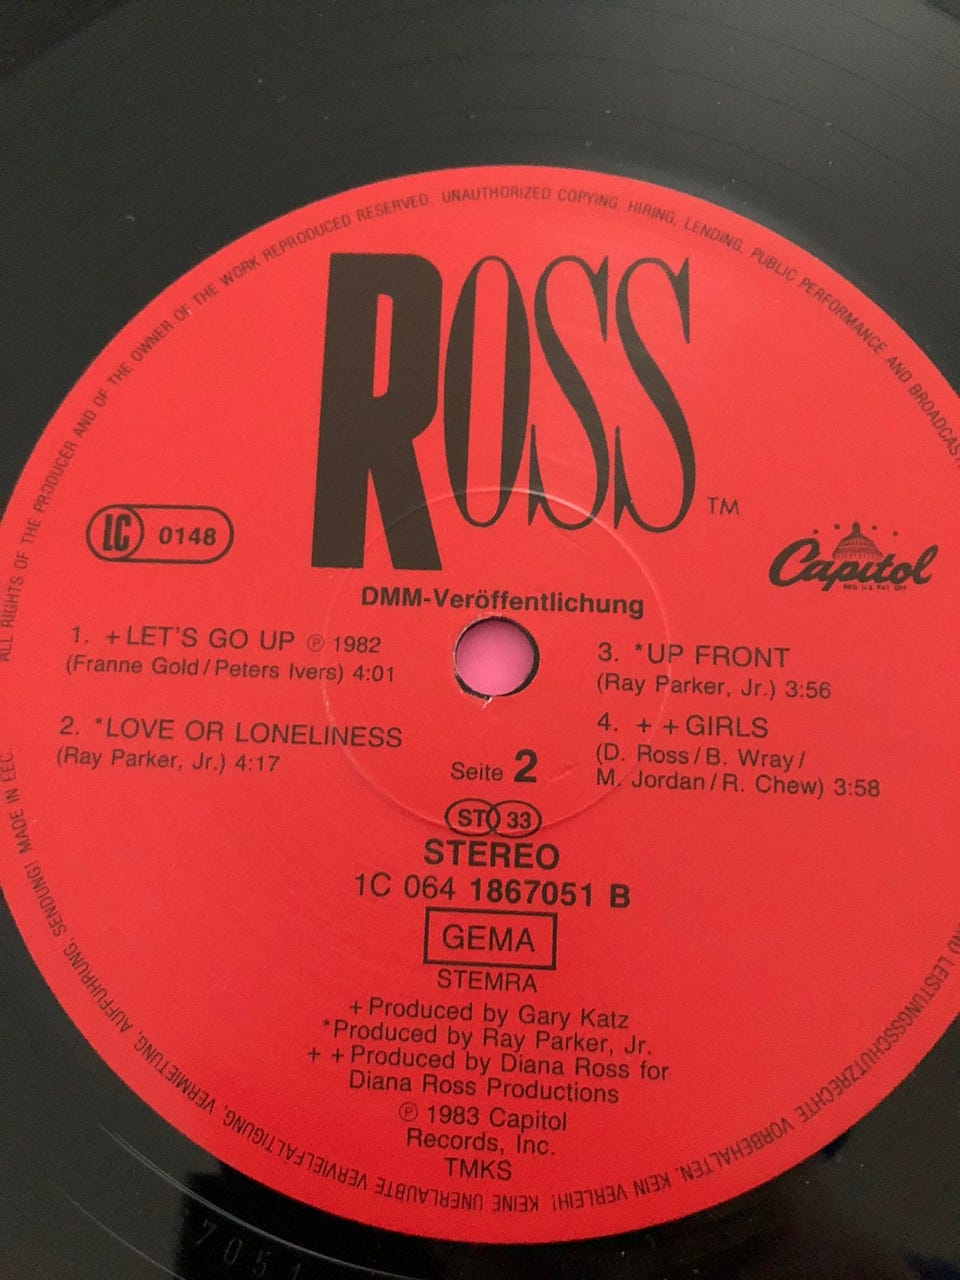 ALL RIGHTS OF THE PRODUCER AND OF THE OWNER OF THE WORK REPRODUCED RESERVED. UNAUTHORIZED COPYING, HIRING, LENDING, PUBLIC PERFORMANCE AND BROADCAST
ROSS TM
LC 0148
Capitol
REG. U.S. PAT. OFF.
DMM-Veröffentlichung
1. +LET'S GO UP ℗ 1982
(Franne Gold/Peters Ivers) 4:01
2. *LOVE OR LONELINESS
(Ray Parker, Jr.) 4:17
3. *UP FRONT
(Ray Parker, Jr.) 3:56
4. + +GIRLS
(D. Ross/B. Wray/
M. Jordan/R. Chew) 3:58
Seite 2
ST 33
STEREO
1C 064 1867051 B
GEMA
STEMRA
+Produced by Gary Katz
*Produced by Ray Parker, Jr.
+ +Produced by Diana Ross for
Diana Ross Productions
℗ 1983 Capitol
Records, Inc.
TMKS
LEISTUNGSSCHUTZRECHTE VORBEHALTEN. KEIN VERLEIH! KEINE UNERLAUBTE VERVIELFÄLTIGUNG, VERMIETUNG, AUFFÜHRUNG, SENDUNG! MADE IN EEC.
7051